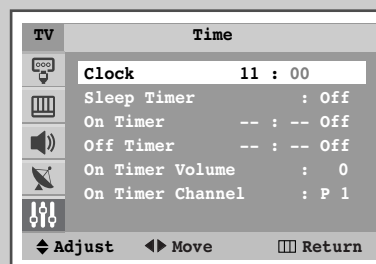 TV Time
Clock 11 : 00
Sleep Timer : Off
On Timer -- : -- Off
Off Timer -- : -- Off
On Timer Volume : 0
On Timer Channel : P 1
Adjust Move Return